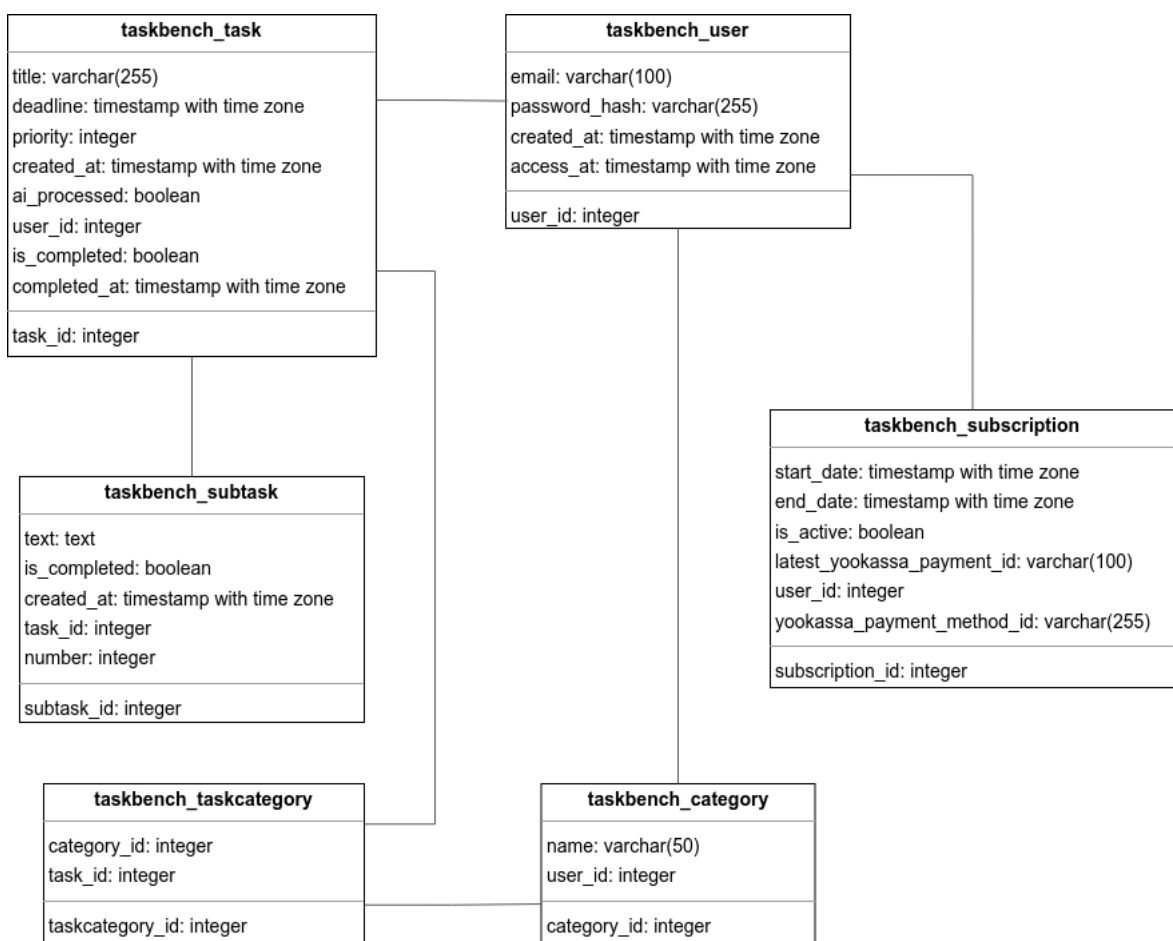 taskbench_task
title: varchar(255)
deadline: timestamp with time zone
priority: integer
created_at: timestamp with time zone
ai_processed: boolean
user_id: integer
is_completed: boolean
completed_at: timestamp with time zone
task_id: integer
taskbench_user
email: varchar(100)
password_hash: varchar(255)
created_at: timestamp with time zone
access_at: timestamp with time zone
user_id: integer
taskbench_subscription
start_date: timestamp with time zone
end_date: timestamp with time zone
is_active: boolean
latest_yookassa_payment_id: varchar(100)
user_id: integer
yookassa_payment_method_id: varchar(255)
subscription_id: integer
taskbench_subtask
text: text
is_completed: boolean
created_at: timestamp with time zone
task_id: integer
number: integer
subtask_id: integer
taskbench_taskcategory
category_id: integer
task_id: integer
taskcategory_id: integer
taskbench_category
name: varchar(50)
user_id: integer
category_id: integer